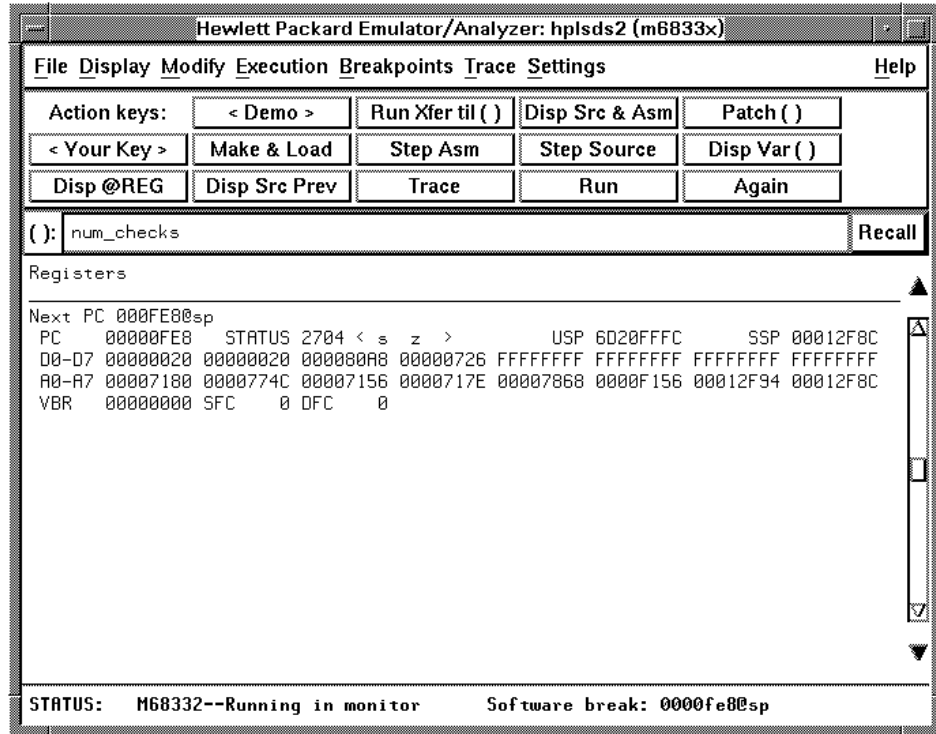 Hewlett Packard Emulator/Analyzer: hplsds2 (m6833x)
File Display Modify Execution Breakpoints Trace Settings Help
Action keys: < Demo > Run Xfer til ( ) Disp Src & Asm Patch ( )
< Your Key > Make & Load Step Asm Step Source Disp Var ( )
Disp @REG Disp Src Prev Trace Run Again
( ): num_checks Recall
Registers
Next PC 000FE8@sp
PC 00000FE8 STATUS 2704 < s z > USP 6D20FFFC SSP 00012F8C
D0-D7 00000020 00000020 000080A8 00000726 FFFFFFFF FFFFFFFF FFFFFFFF FFFFFFFF
A0-A7 00007180 0000774C 00007156 0000717E 00007868 0000F156 00012F94 00012F8C
VBR 00000000 SFC 0 DFC 0
STATUS: M68332--Running in monitor Software break: 0000fe8@sp